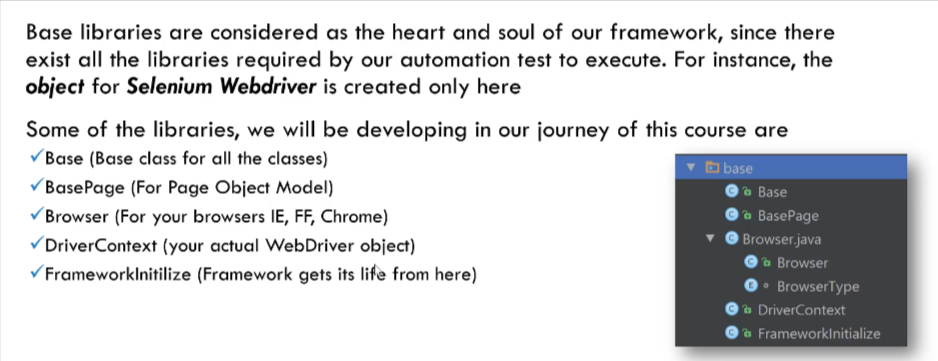 Base libraries are considered as the heart and soul of our framework, since there
exist all the libraries required by our automation test to execute. For instance, the
object for Selenium Webdriver is created only here
Some of the libraries, we will be developing in our journey of this course are
✓Base (Base class for all the classes)
✓BasePage (For Page Object Model)
✓Browser (For your browsers IE, FF, Chrome)
✓DriverContext (your actual WebDriver object)
✓FrameworkInitilize (Framework gets its life from here)
base
Base
BasePage
Browser.java
Browser
BrowserType
DriverContext
FrameworkInitialize